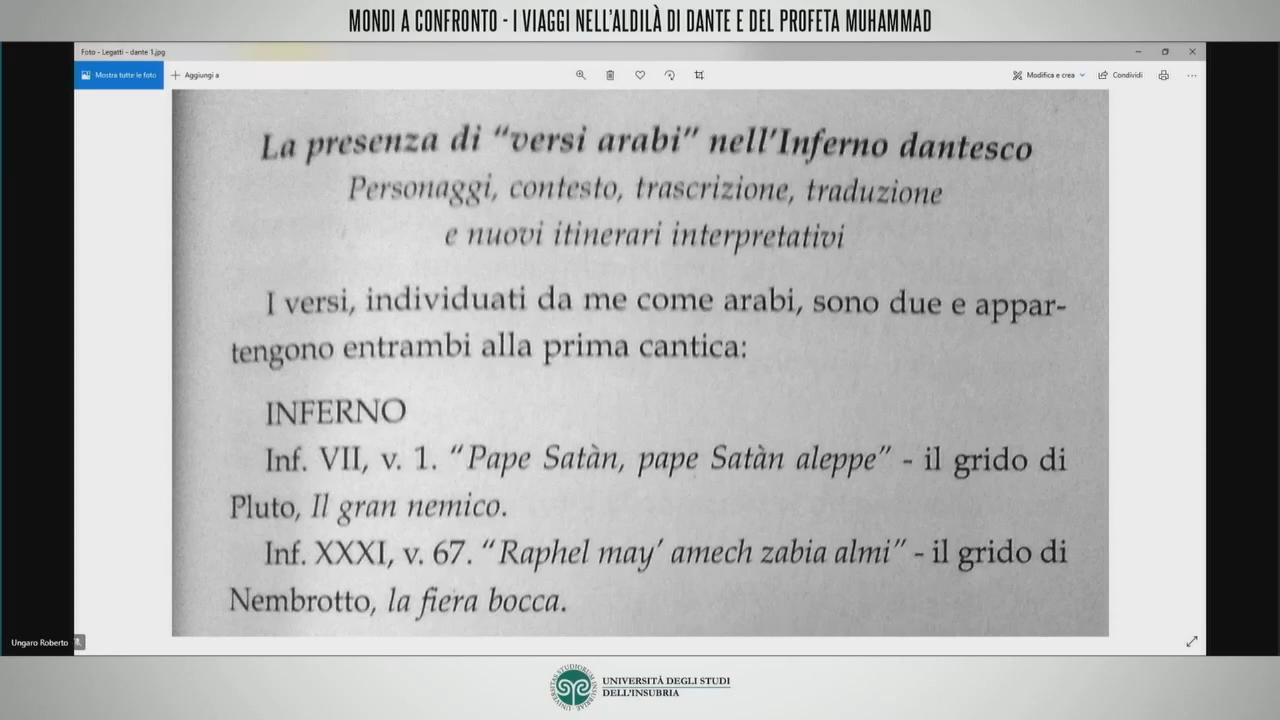 MONDI A CONFRONTO - I VIAGGI NELL'ALDILÀ DI DANTE E DEL PROFETA MUHAMMAD
Foto - Legatti - dante 1.jpg
Mostra tutte le foto
Aggiungi a
Modifica e crea
Condividi
La presenza di “versi arabi” nell'Inferno dantesco
Personaggi, contesto, trascrizione, traduzione
e nuovi itinerari interpretativi
I versi, individuati da me come arabi, sono due e appar-
tengono entrambi alla prima cantica:
INFERNO
Inf. VII, v. 1. “Pape Satàn, pape Satàn aleppe” - il grido di
Pluto, Il gran nemico.
Inf. XXXI, v. 67. “Raphel may' amech zabia almi” - il grido di
Nembrotto, la fiera bocca.
Ungaro Roberto
UNIVERSITÀ DEGLI STUDI
DELL'INSUBRIA